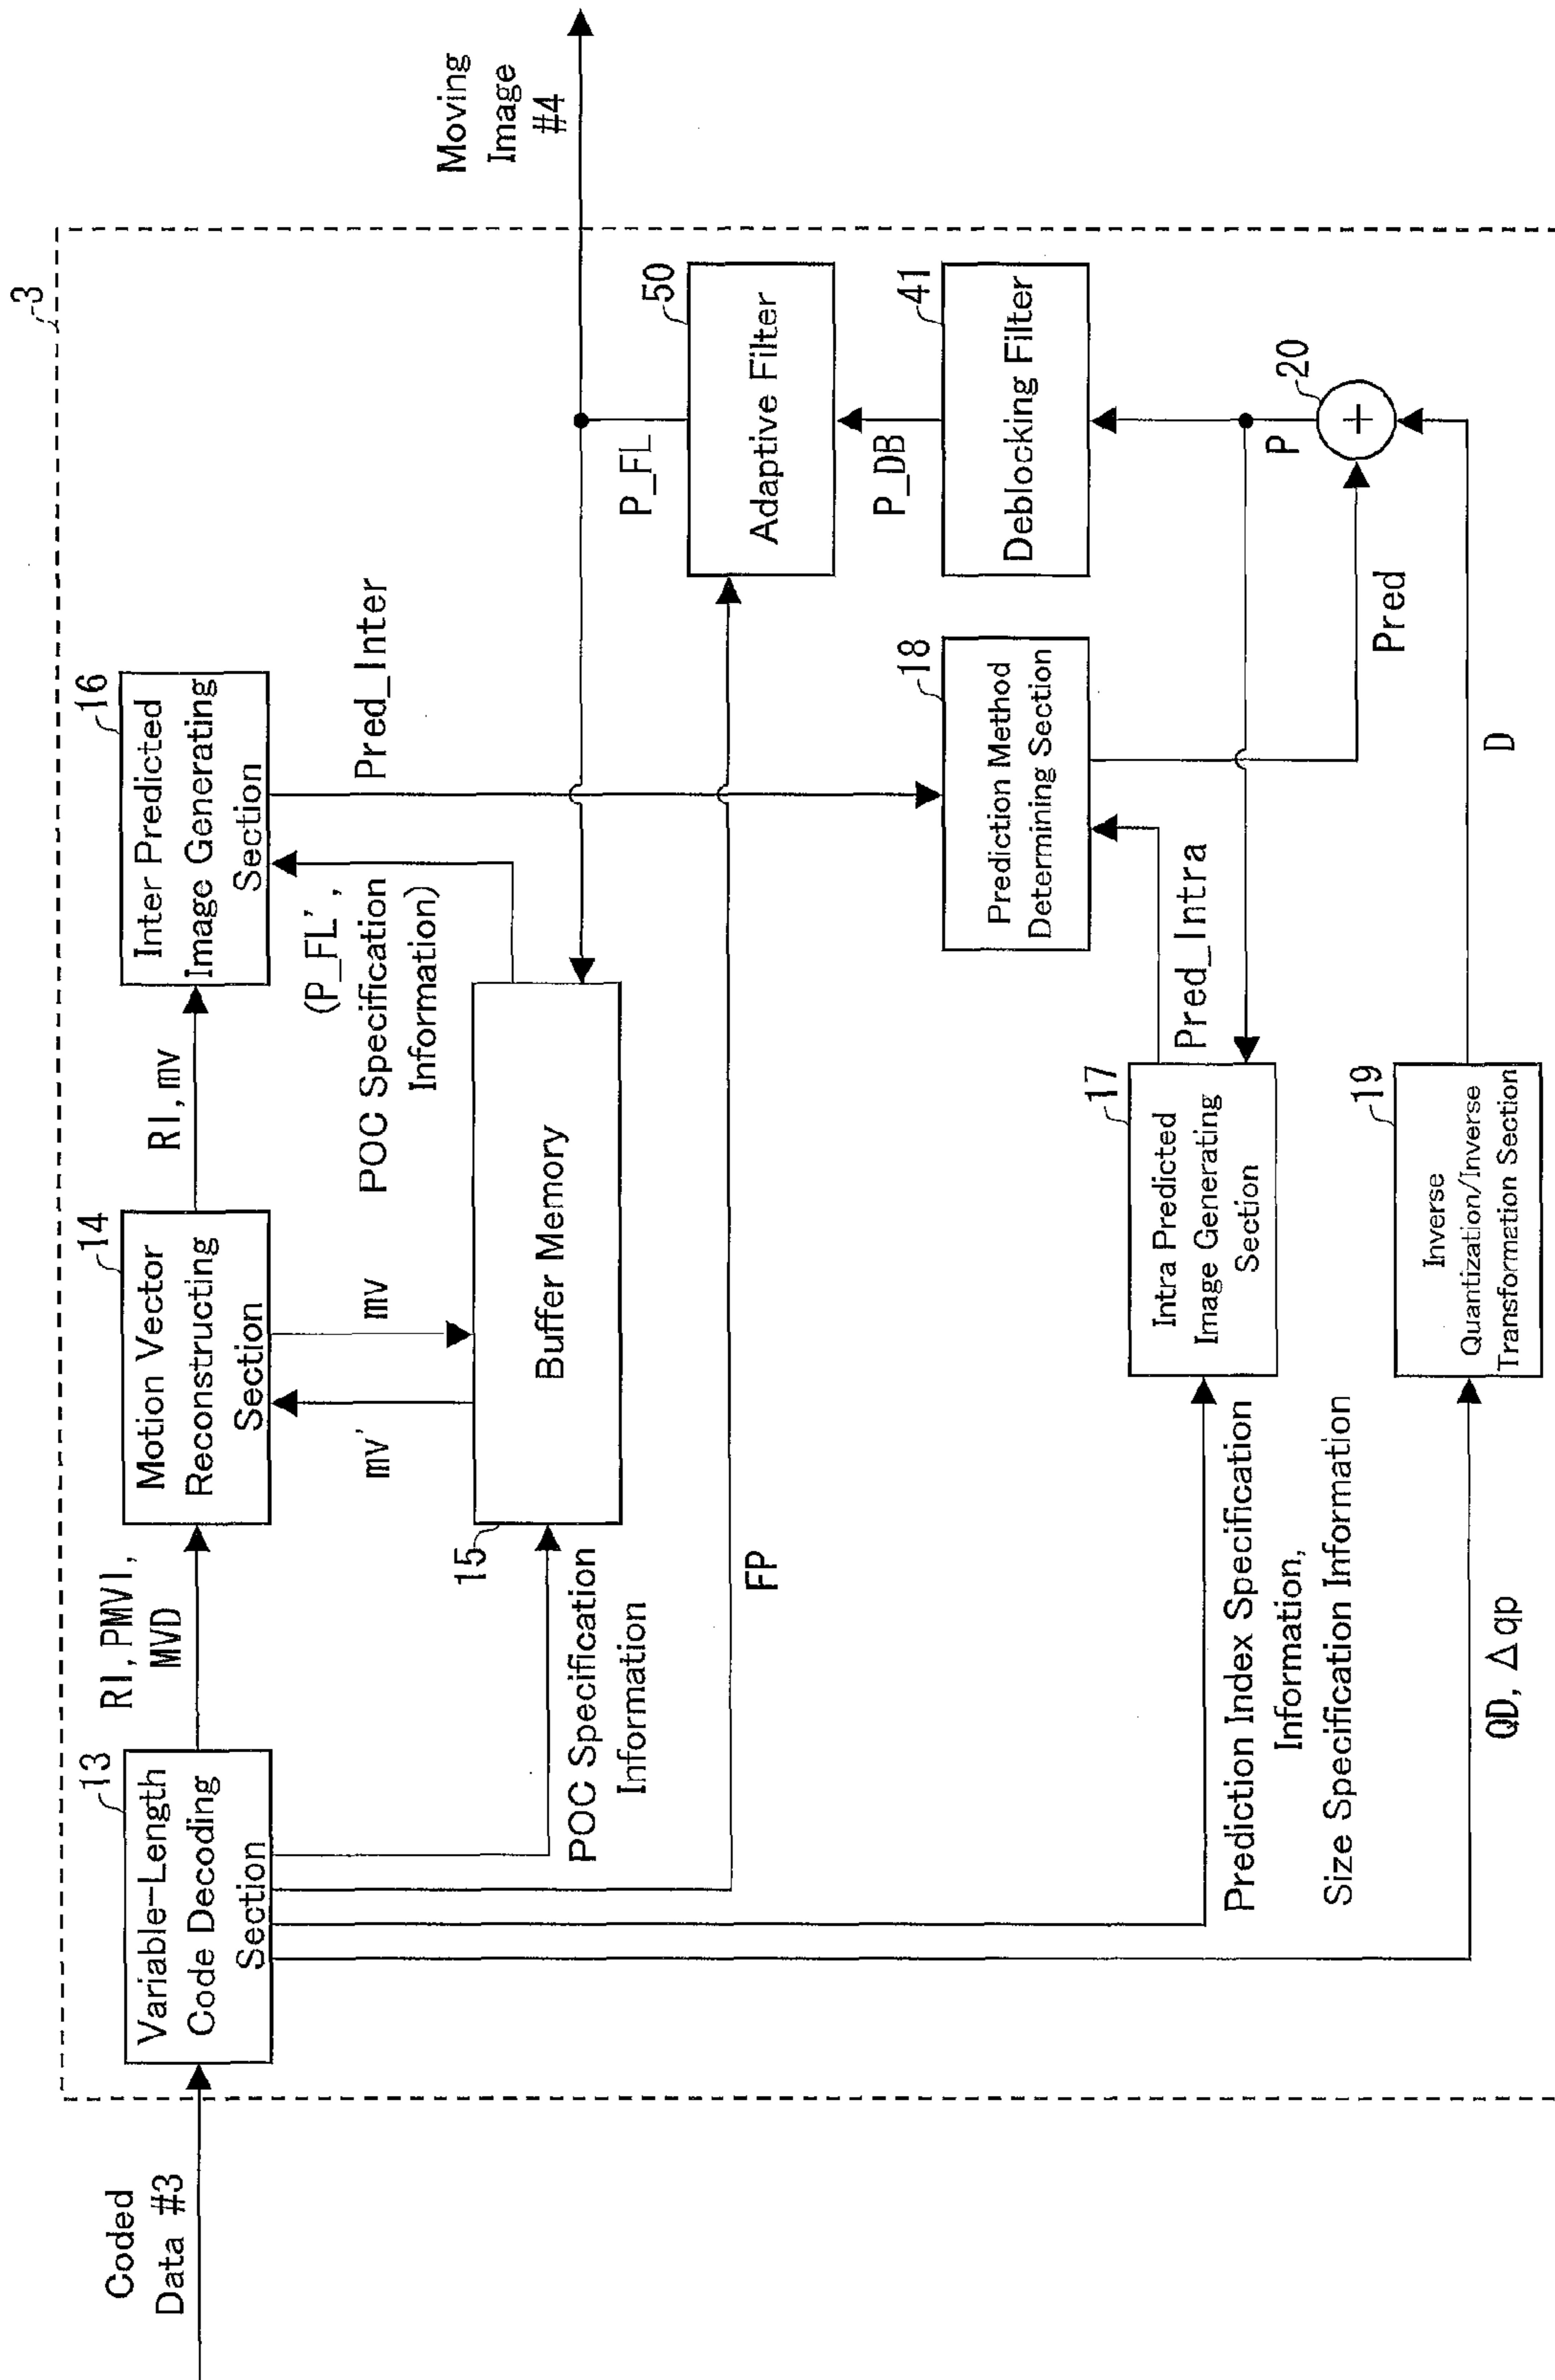 3
Coded
Data #3
13
Variable-Length
Code Decoding
Section
RI, PMVI,
MVD
14
Motion Vector
Reconstructing
Section
RI, mv
16
Inter Predicted
Image Generating
Section
Pred_Inter
mv'
mv
(P_FL',
POC Specification
Information)
15
Buffer Memory
POC Specification
Information
FP
Moving
Image
#4
P_FL
50
Adaptive Filter
P_DB
41
Deblocking Filter
P
20
+
18
Prediction Method
Determining Section
Pred
Pred_Intra
17
Intra Predicted
Image Generating
Section
Prediction Index Specification
Information,
Size Specification Information
19
Inverse
Quantization/Inverse
Transformation Section
D
QD, Δqp